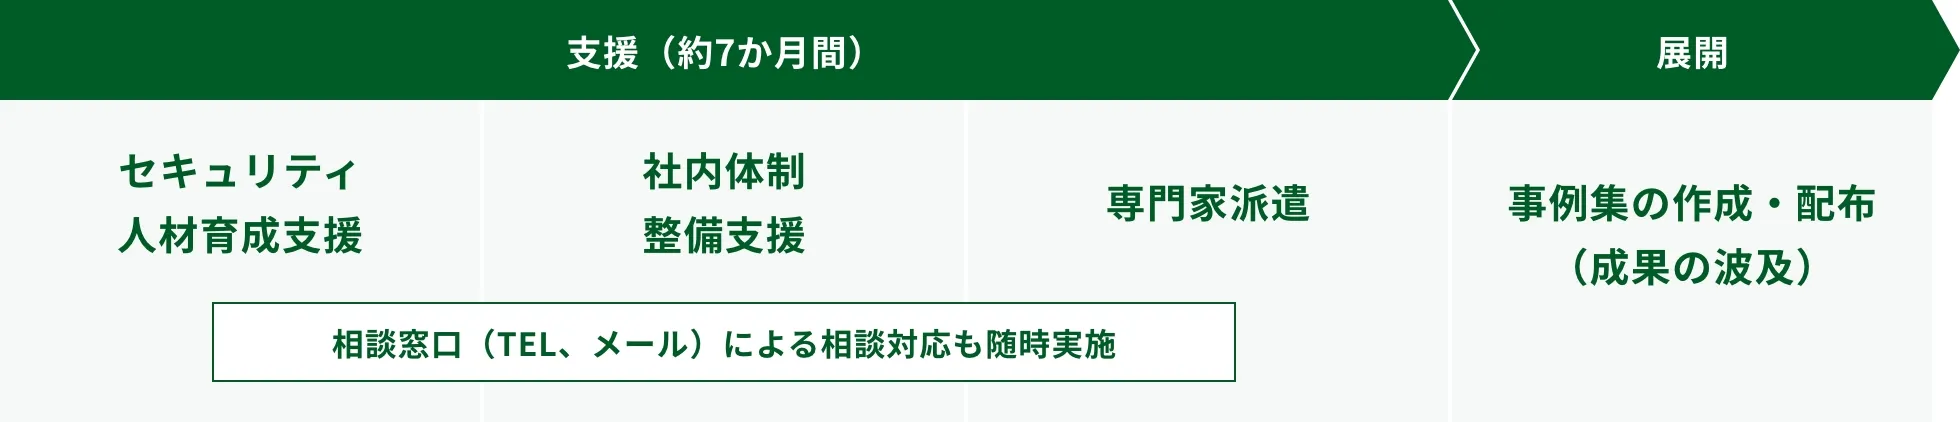 支援（約7か月間）
展開
セキュリティ
人材育成支援
社内体制
整備支援
専門家派遣
事例集の作成・配布
（成果の波及）
相談窓口（TEL、メール）による相談対応も随時実施